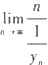 lim n
n→∞ 1
y_n